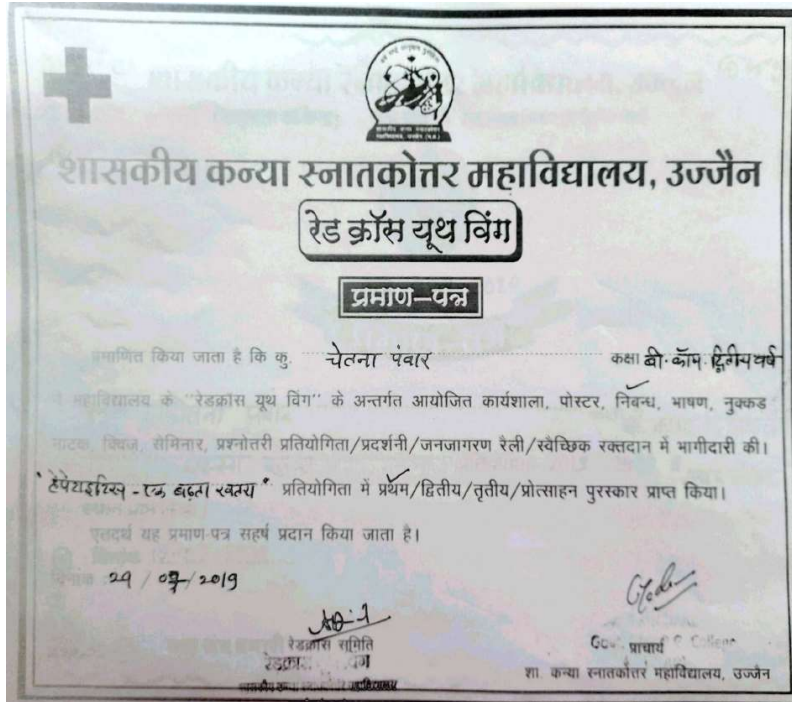 शासकीय कन्या स्नातकोत्तर महाविद्यालय, उज्जैन
रेड क्रॉस यूथ विंग
प्रमाण-पत्र
प्रमाणित किया जाता है कि कु. चेतना पंवार कक्षा बी. कॉम. द्वितीय वर्ष
महाविद्यालय के "रेडक्रॉस यूथ विंग" के अन्तर्गत आयोजित कार्यशाला, पोस्टर, निबन्ध, भाषण, नुक्कड
नाटक, क्विज, सेमिनार, प्रश्नोतरी प्रतियोगिता/प्रदर्शनी/जनजागरण रैली/स्वैच्छिक रक्तदान में भागीदारी की।
"हेपेटाइटिस - एक बढ़ता खतरा" प्रतियोगिता में प्रथम/द्वितीय/तृतीय/प्रोत्साहन पुरस्कार प्राप्त किया।
एतदर्थ यह प्रमाण-पत्र सहर्ष प्रदान किया जाता है।
दिनांक 29 / 07 / 2019
रेडक्रॉस समिति
प्राचार्य
शा. कन्या स्नातकोत्तर महाविद्यालय, उज्जैन